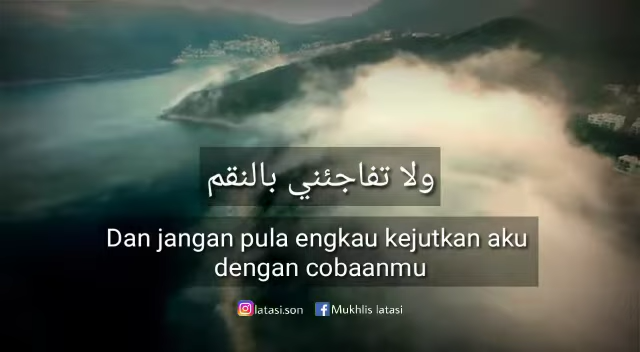 ولا تفاجئني بالنقم
Dan jangan pula engkau kejutkan aku
dengan cobaanmu
latasi.son Mukhlis latasi